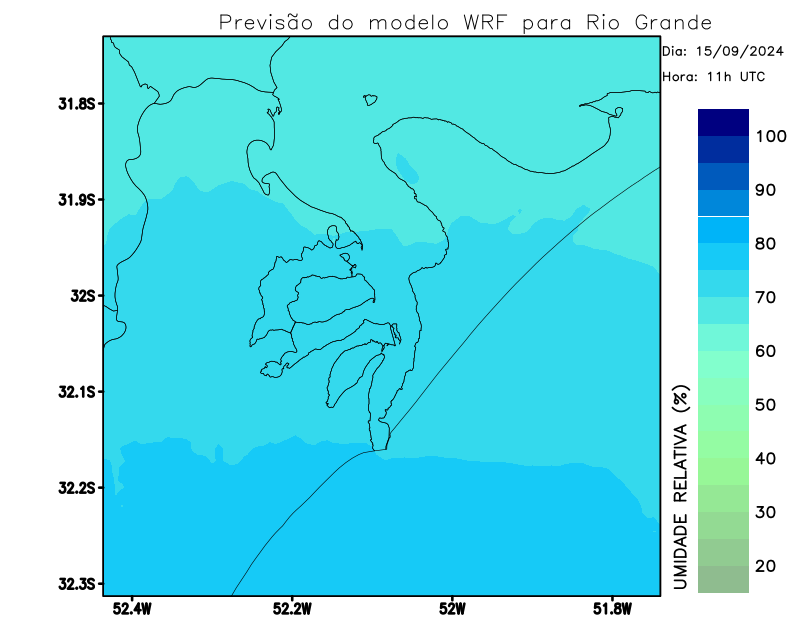 Previsão do modelo WRF para Rio Grande
Dia: 15/09/2024
Hora: 11h UTC
31.8S
31.9S
32S
32.1S
32.2S
32.3S
52.4W
52.2W
52W
51.8W
100
90
80
70
60
50
40
30
20
UMIDADE RELATIVA (%)